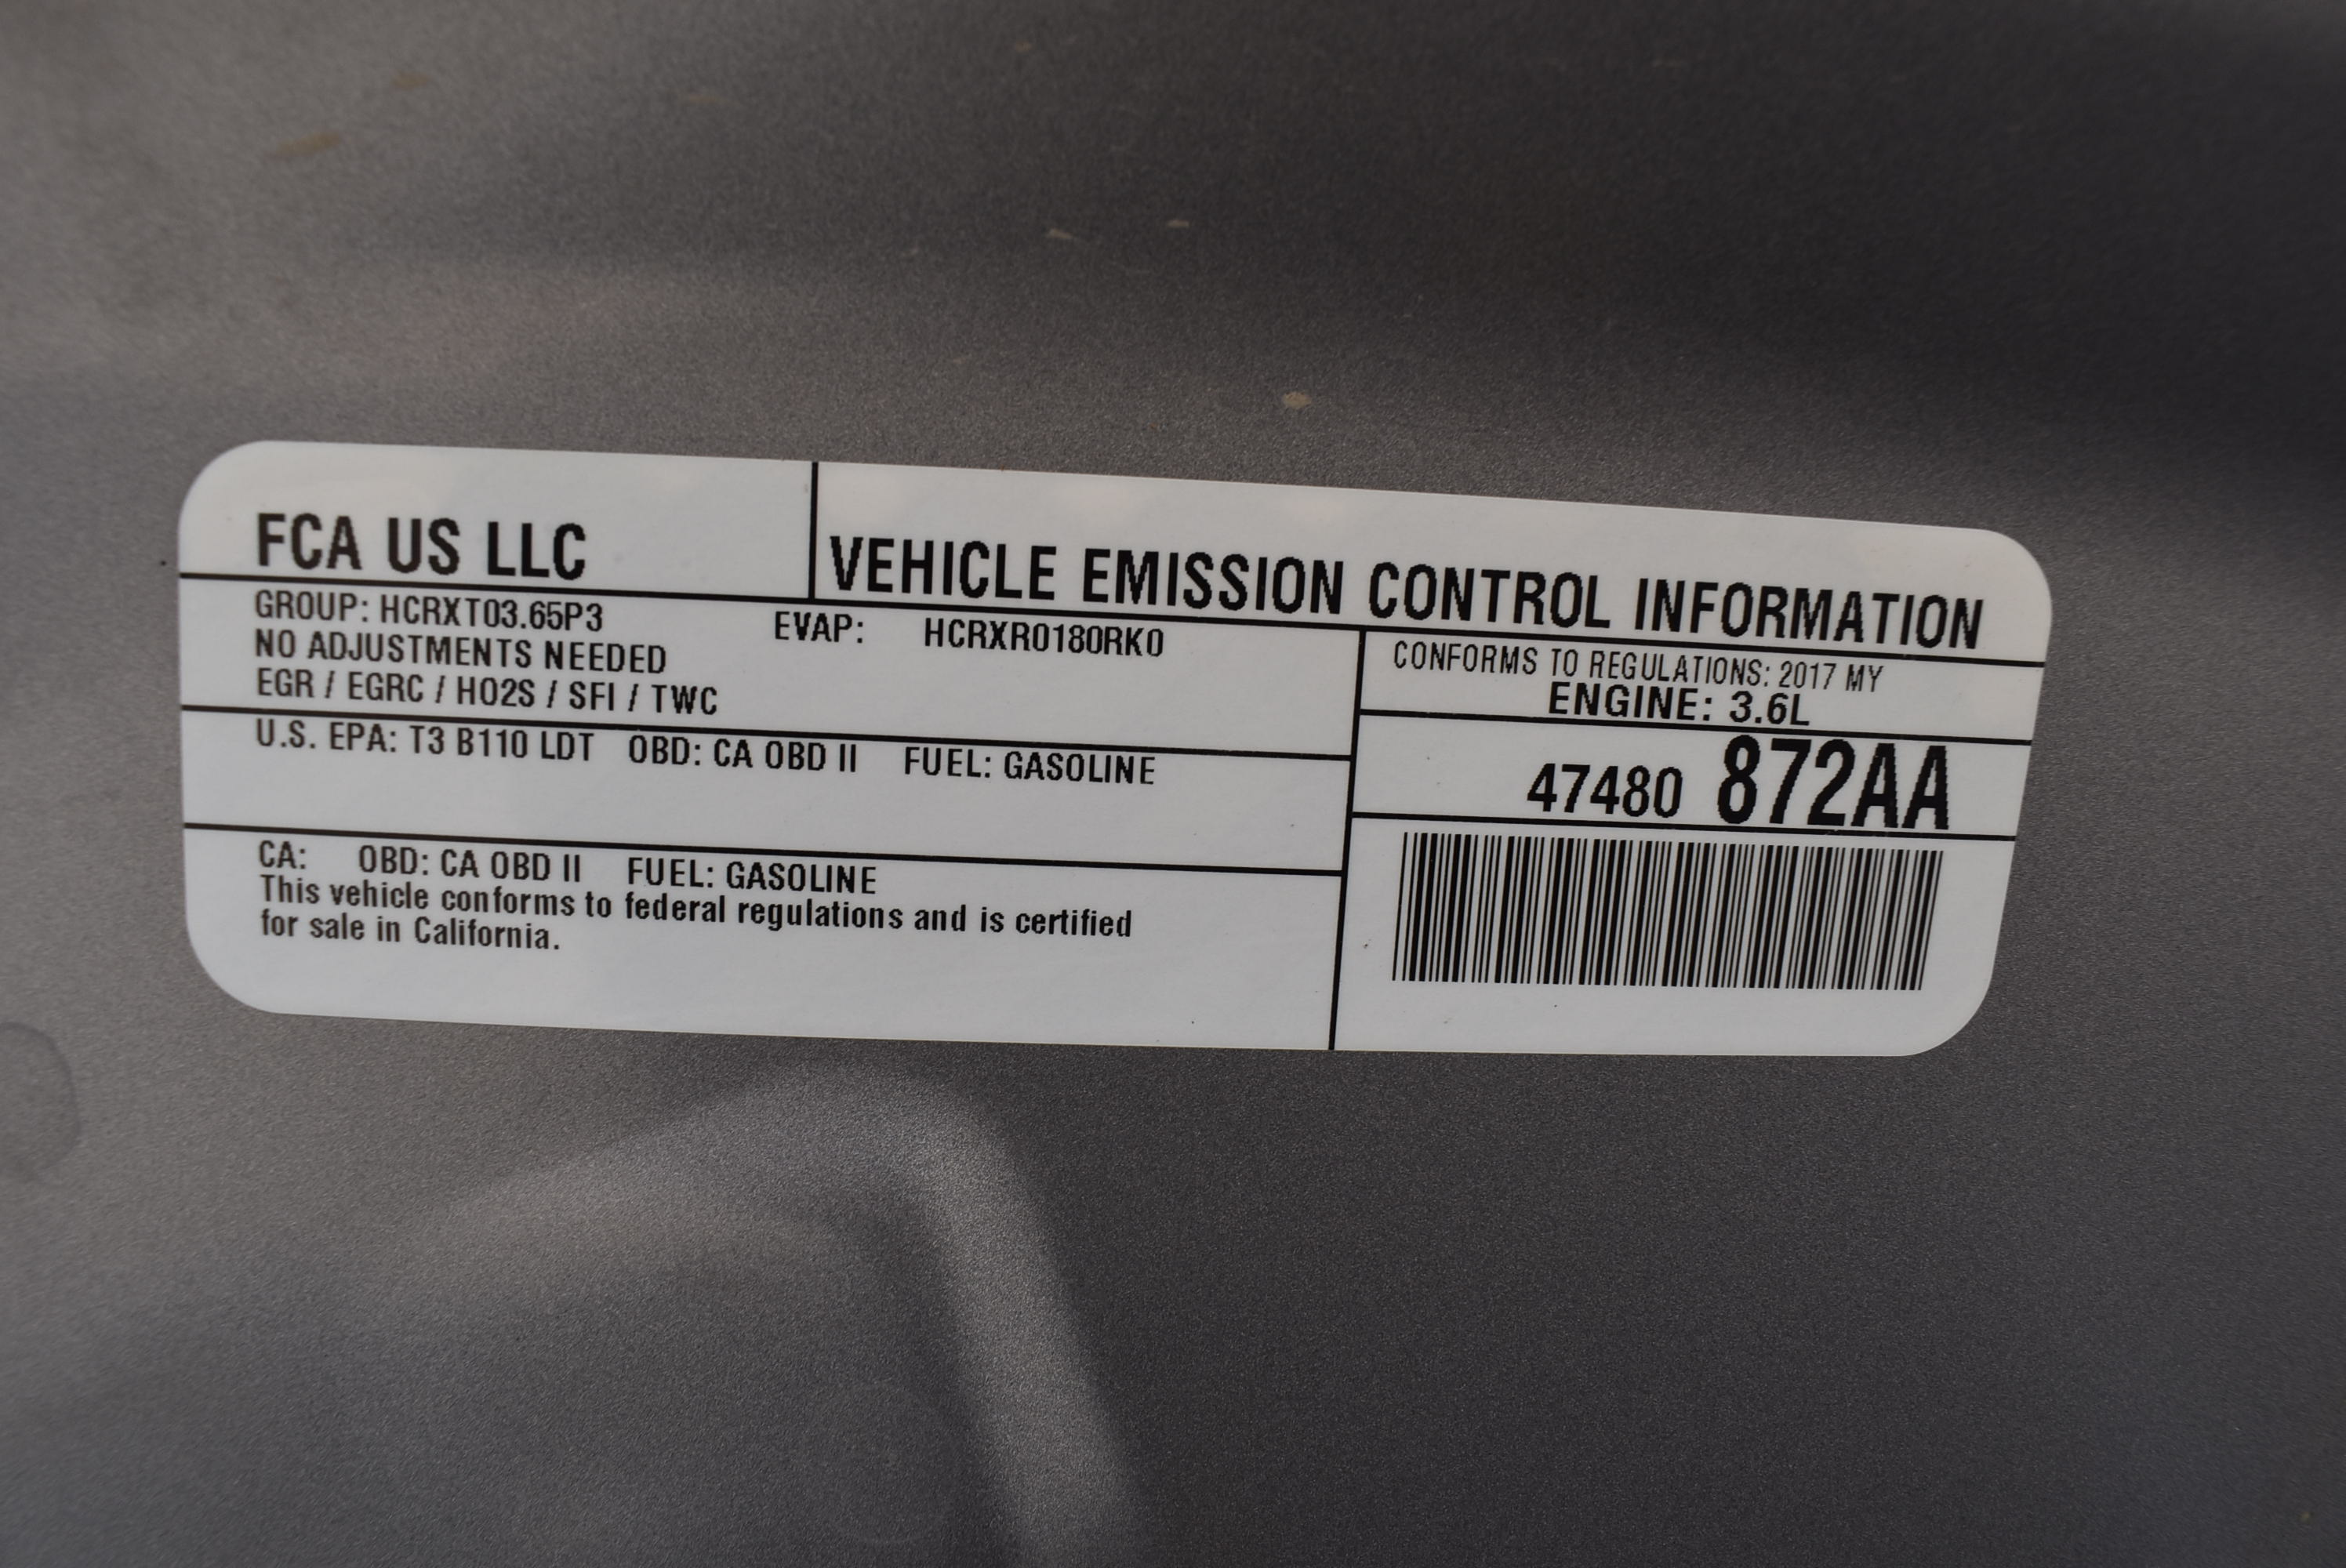 FCA US LLC
VEHICLE EMISSION CONTROL INFORMATION
GROUP: HCRXT03.65P3
EVAP: HCRXR0180RK0
NO ADJUSTMENTS NEEDED
EGR / EGRC / HO2S / SFI / TWC
CONFORMS TO REGULATIONS: 2017 MY
ENGINE: 3.6L
U.S. EPA: T3 B110 LDT OBD: CA OBD II FUEL: GASOLINE
47480 872AA
CA: OBD: CA OBD II FUEL: GASOLINE
This vehicle conforms to federal regulations and is certified
for sale in California.